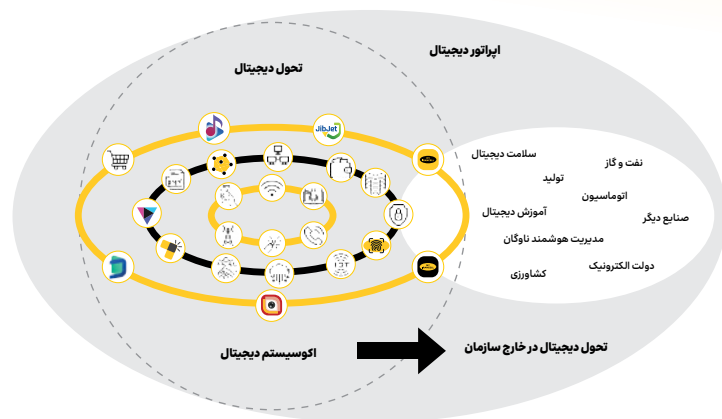 اپراتور دیجیتال
تحول دیجیتال
JibJet
سلامت دیجیتال
نفت و گاز
تولید
اتوماسیون
آموزش دیجیتال
صنایع دیگر
مدیریت هوشمند ناوگان
دولت الکترونیک
کشاورزی
تحول دیجیتال در خارج سازمان
اکوسیستم دیجیتال